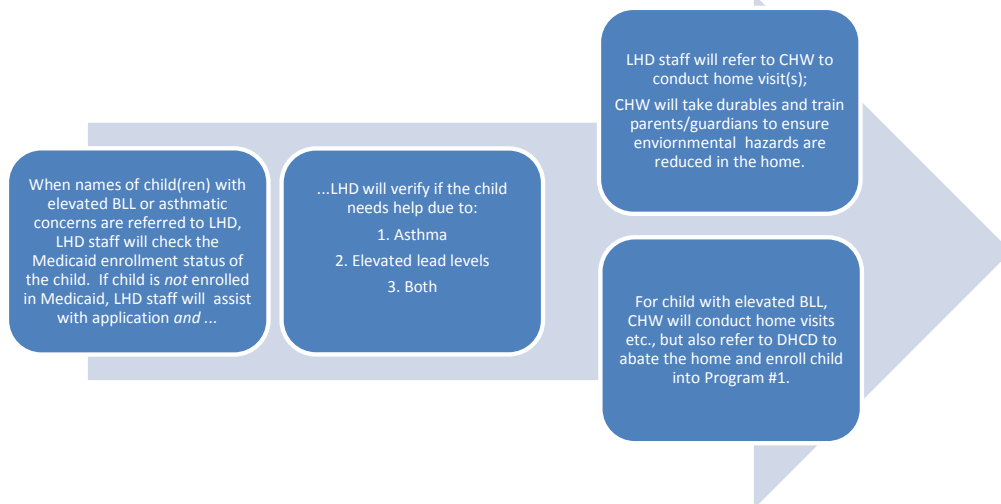 When names of child(ren) with
elevated BLL or asthmatic
concerns are referred to LHD,
LHD staff will check the
Medicaid enrollment status of
the child.  If child is not enrolled
in Medicaid, LHD staff will  assist
with application and ...
...LHD will verify if the child
needs help due to:
1. Asthma
2. Elevated lead levels
3. Both
LHD staff will refer to CHW to
conduct home visit(s);
CHW will take durables and train
parents/guardians to ensure
enviornmental  hazards are
reduced in the home.
For child with elevated BLL,
CHW will conduct home visits
etc., but also refer to DHCD to
abate the home and enroll child
into Program #1.